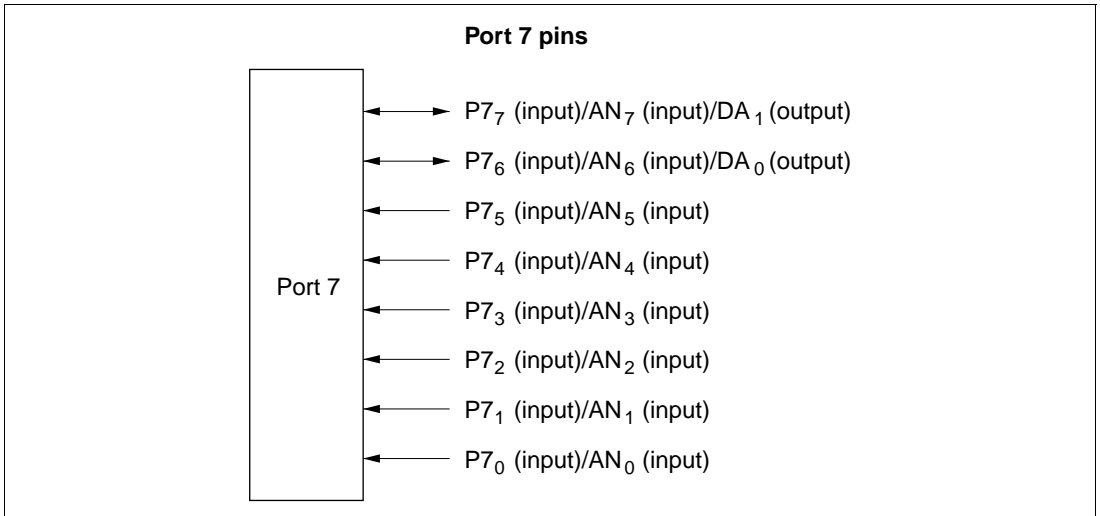 Port 7 pins
P7₇ (input)/AN₇ (input)/DA₁ (output)
P7₆ (input)/AN₆ (input)/DA₀ (output)
P7₅ (input)/AN₅ (input)
P7₄ (input)/AN₄ (input)
Port 7
P7₃ (input)/AN₃ (input)
P7₂ (input)/AN₂ (input)
P7₁ (input)/AN₁ (input)
P7₀ (input)/AN₀ (input)